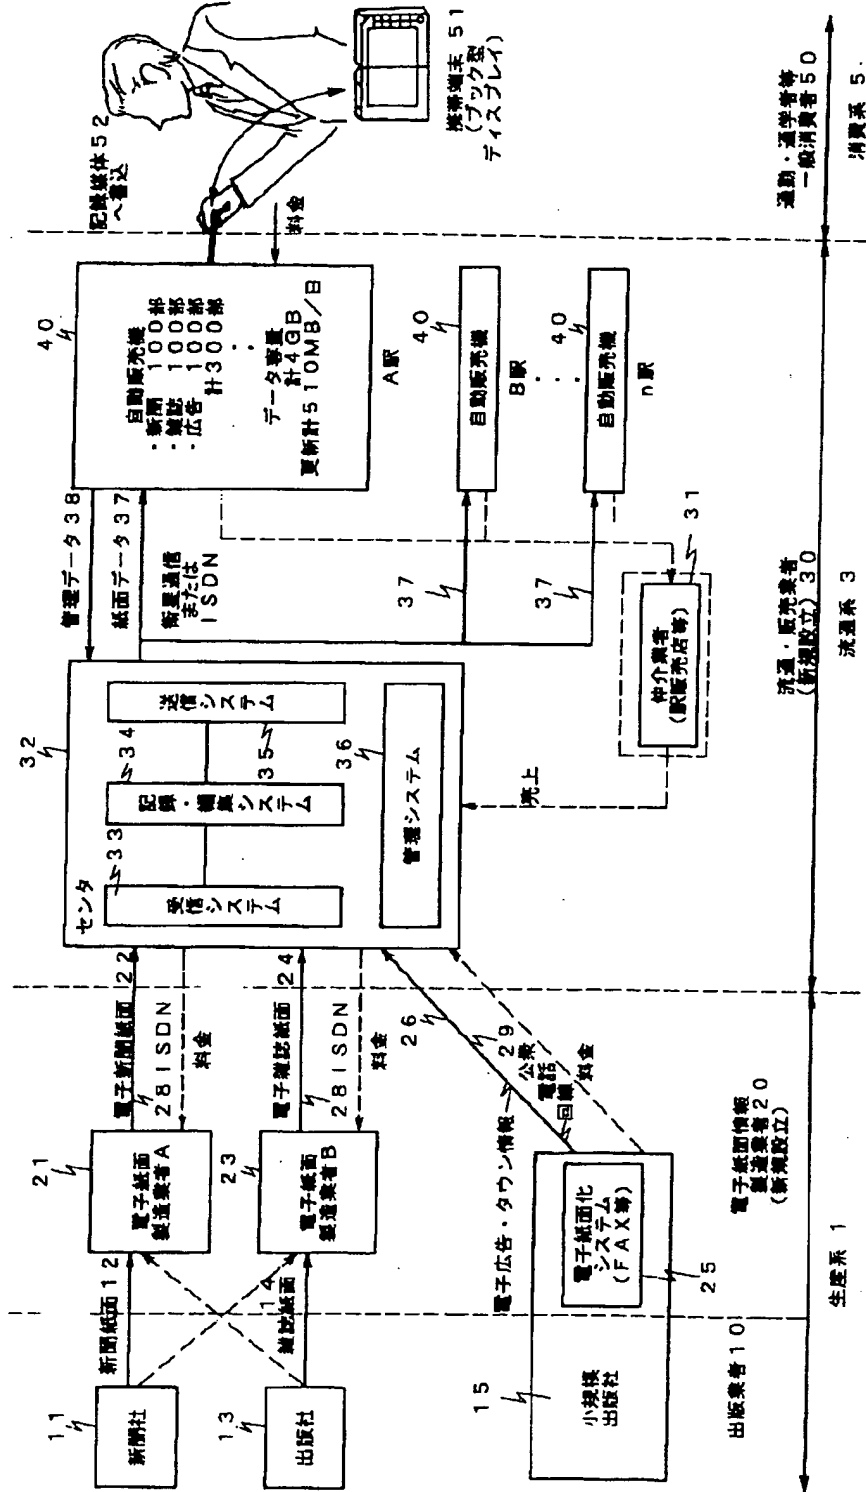 11
新聞社
13
出版社
15
小規模
出版社
出版業者10
新聞紙面12
14
雑誌紙面
21
電子紙面
製造業者A
23
電子紙面
製造業者B
電子紙面化
システム
(FAX等)
25
電子紙面情報
製造業者20
(新規設立)
生産系 1
電子新聞紙面 22
28ISDN
料金
電子雑誌紙面 24
28ISDN
料金
電子広告・タウン情報
26
29
公衆
電話
回線
料金
32
センタ
33
受信システム
34
記録・編集システム
35
送信システム
36
管理システム
売上
仲介業者
(駅販売店等)
31
流通・販売業者
(新規設立)30
流通系 3
管理データ38
紙面データ37
衛星通信
または
ISDN
37
37
40
自動販売機
・新聞 100部
・雑誌 100部
・広告 100部
計300部
・
・
データ容量
計4GB
更新計510MB/日
A駅
40
自動販売機
B駅
・
・
40
自動販売機
n駅
記録媒体52
へ書込
料金
携帯端末 51
(ブック型
ディスプレイ)
通勤・通学者等
一般消費者50
消費系 5